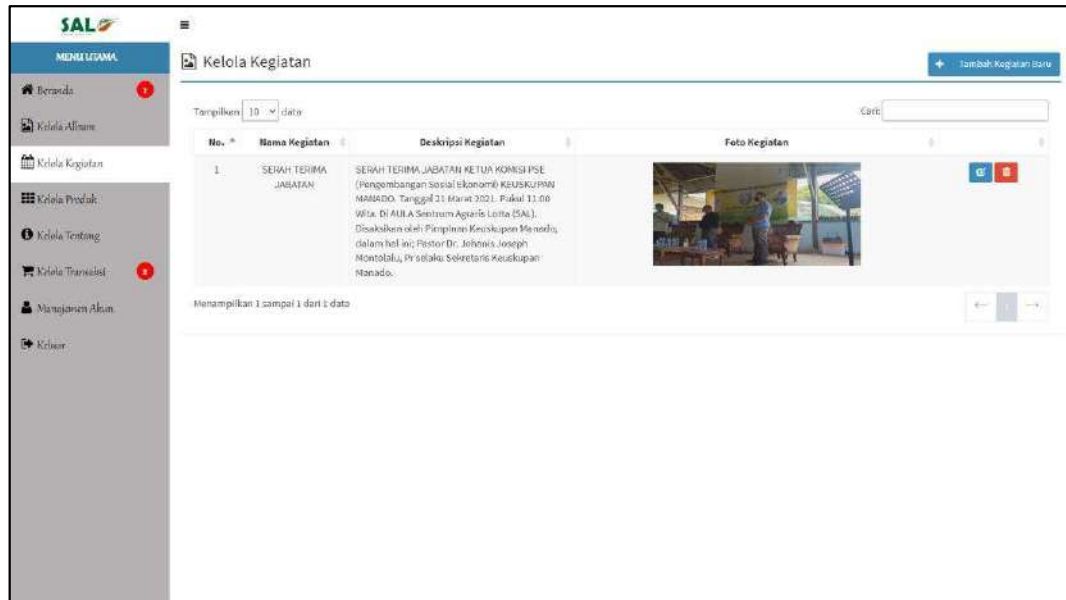 SAL
MENU UTAMA
Kelola Kegiatan
Tambah Kegiatan Baru
Beranda
Kelola Album
Kelola Kegiatan
Kelola Produk
Kelola Tentang
Kelola Transaksi
Manajemen Akun
Keluar
Tampilkan 10 data
Cari:
No. Nama Kegiatan Deskripsi Kegiatan Foto Kegiatan
1 SERAH TERIMA JABATAN
SERAH TERIMA JABATAN KETUA KOMISI PSE
(Pengembangan Sosial Ekonomi) KEUSKUPAN
MANADO. Tanggal 21 Maret 2021. Pukul 11.00
Wita. Di AULA Sentrum Agraris Lotta (SAL).
Disaksikan oleh Pimpinan Keuskupan Manado,
dalam hal ini; Pastor Dr. Johanis Joseph
Montolalu, Pr selaku Sekretaris Keuskupan
Manado.
Menampilkan 1 sampai 1 dari 1 data
1